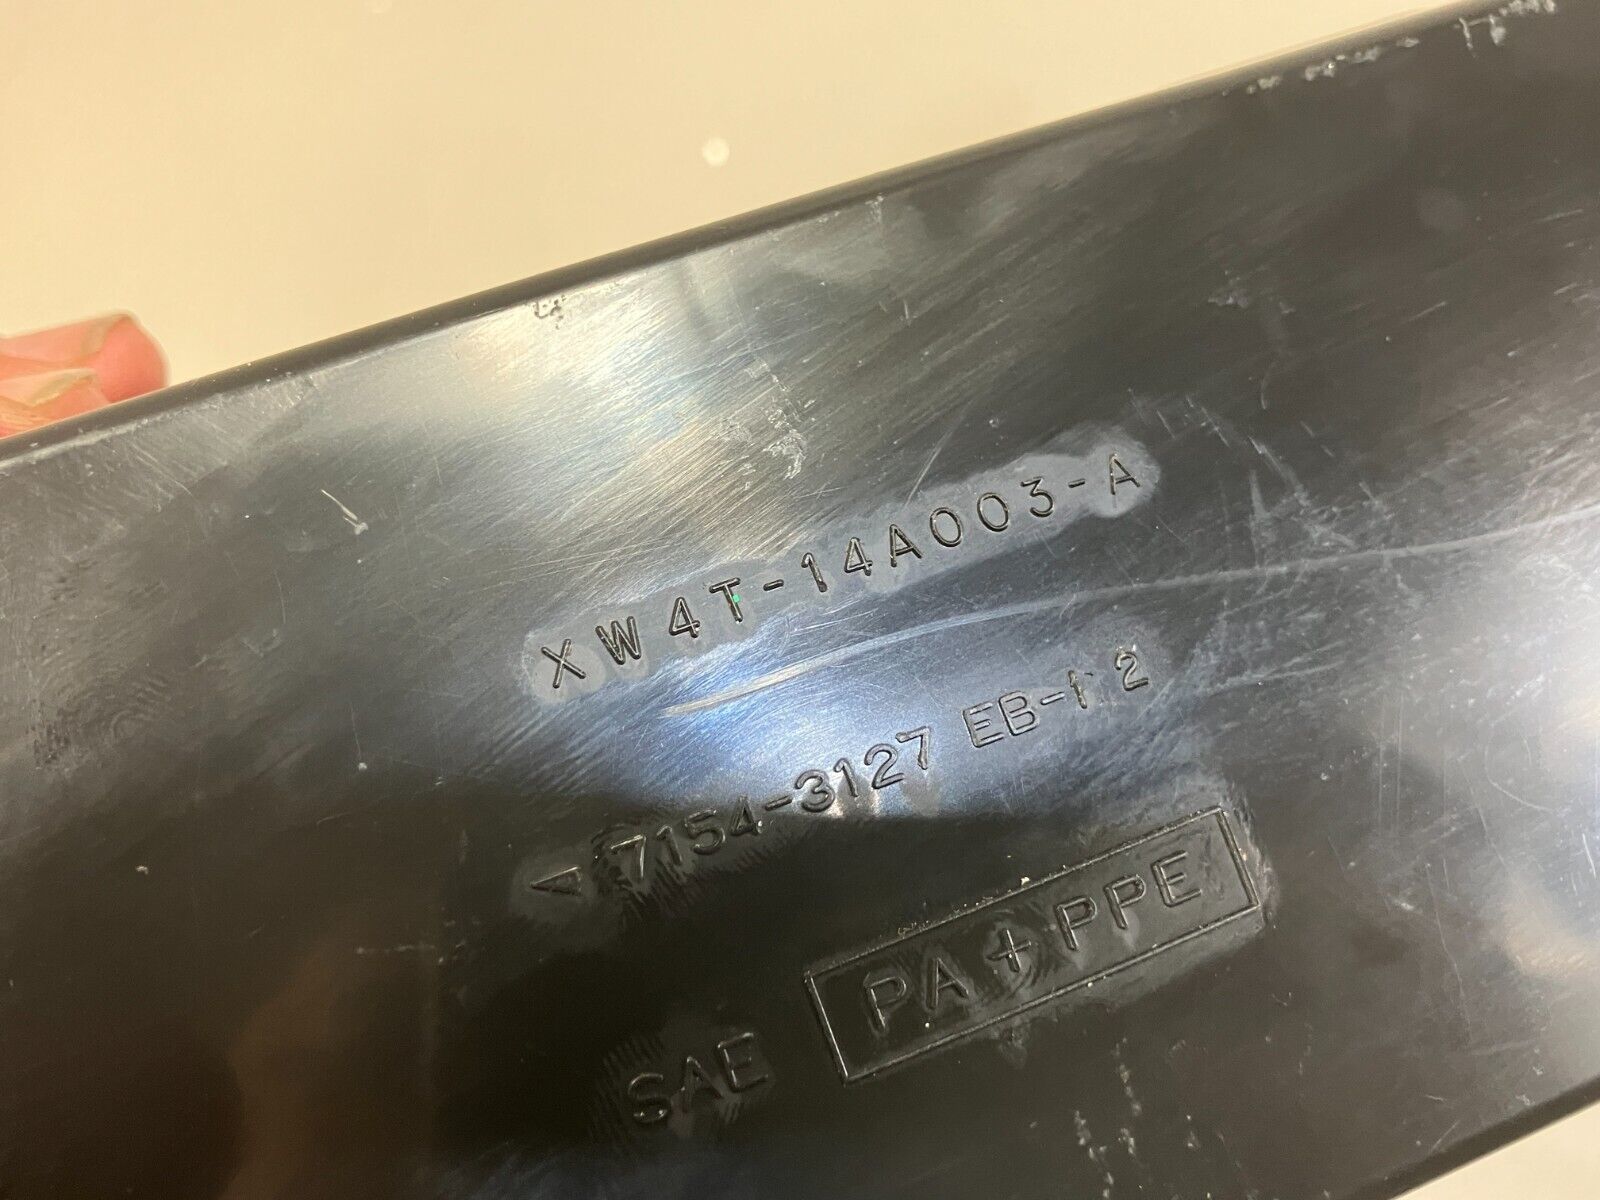 XW4T-14A003-A
◁ 7154-3127 EB-12
SAE PA+PPE